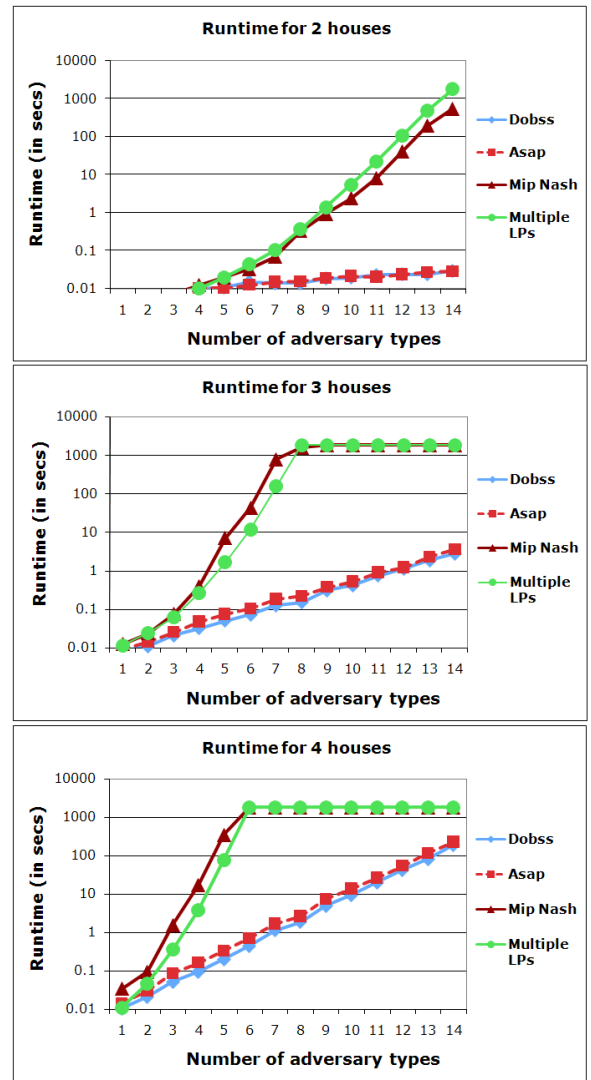 Runtime for 2 houses
Runtime (in secs)
10000
1000
100
10
1
0.1
0.01
1 2 3 4 5 6 7 8 9 10 11 12 13 14
Number of adversary types
Dobss
Asap
Mip Nash
Multiple
LPs
Runtime for 3 houses
Runtime (in secs)
10000
1000
100
10
1
0.1
0.01
1 2 3 4 5 6 7 8 9 10 11 12 13 14
Number of adversary types
Dobss
Asap
Mip Nash
Multiple
LPs
Runtime for 4 houses
Runtime (in secs)
10000
1000
100
10
1
0.1
0.01
1 2 3 4 5 6 7 8 9 10 11 12 13 14
Number of adversary types
Dobss
Asap
Mip Nash
Multiple
LPs